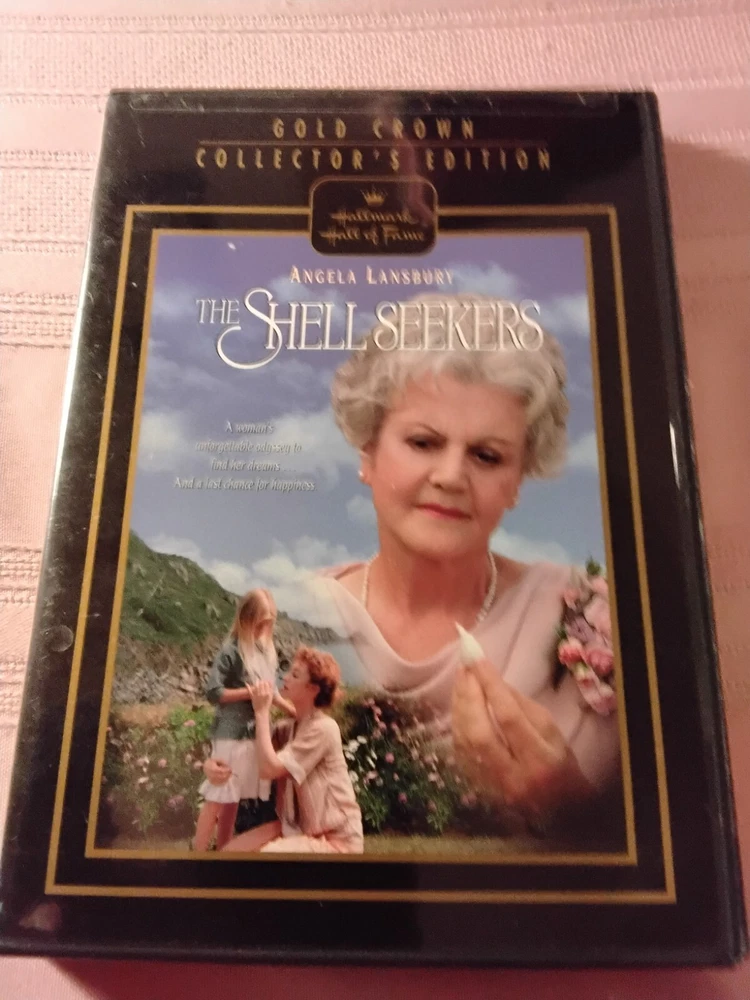 GOLD CROWN
COLLECTOR'S EDITION
Hallmark
Hall of Fame
ANGELA LANSBURY
THE SHELL SEEKERS
A woman's
unforgettable odyssey to
find her dreams ...
And a last chance for happiness